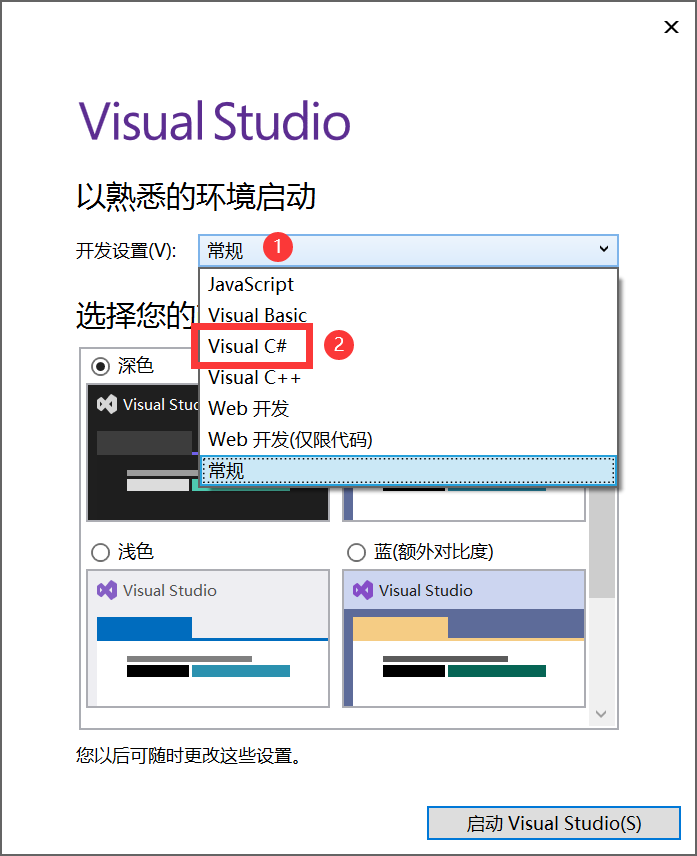 Visual Studio
以熟悉的环境启动
开发设置(V):
常规
1
JavaScript
Visual Basic
Visual C#
2
Visual C++
Web 开发
Web 开发(仅限代码)
常规
选择您的
深色
Visual Stu
浅色
蓝(额外对比度)
Visual Studio
Visual Studio
您以后可随时更改这些设置。
启动 Visual Studio(S)